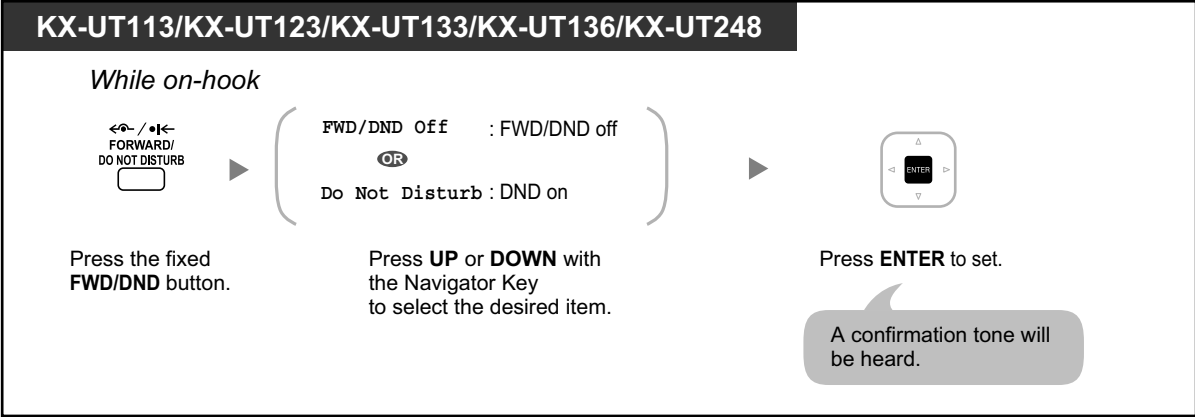 KX-UT113/KX-UT123/KX-UT133/KX-UT136/KX-UT248
While on-hook
FORWARD/
DO NOT DISTURB
FWD/DND Off : FWD/DND off
OR
Do Not Disturb : DND on
ENTER
Press the fixed
FWD/DND button.
Press UP or DOWN with
the Navigator Key
to select the desired item.
Press ENTER to set.
A confirmation tone will
be heard.